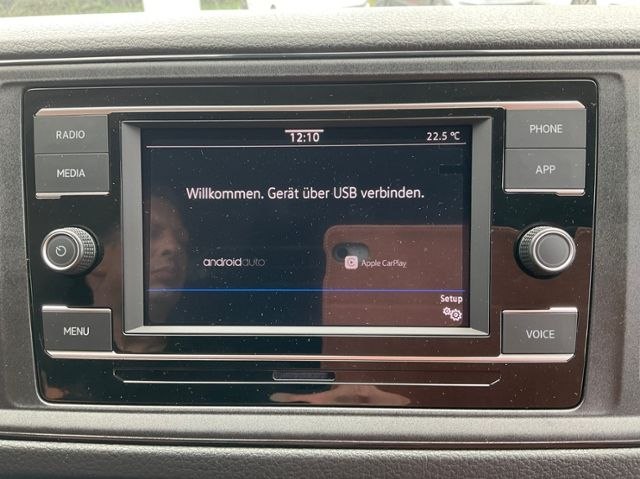 RADIO
MEDIA
MENU
12:10
22.5 °C
Willkommen. Gerät über USB verbinden.
androidauto
Apple CarPlay
Setup
PHONE
APP
VOICE